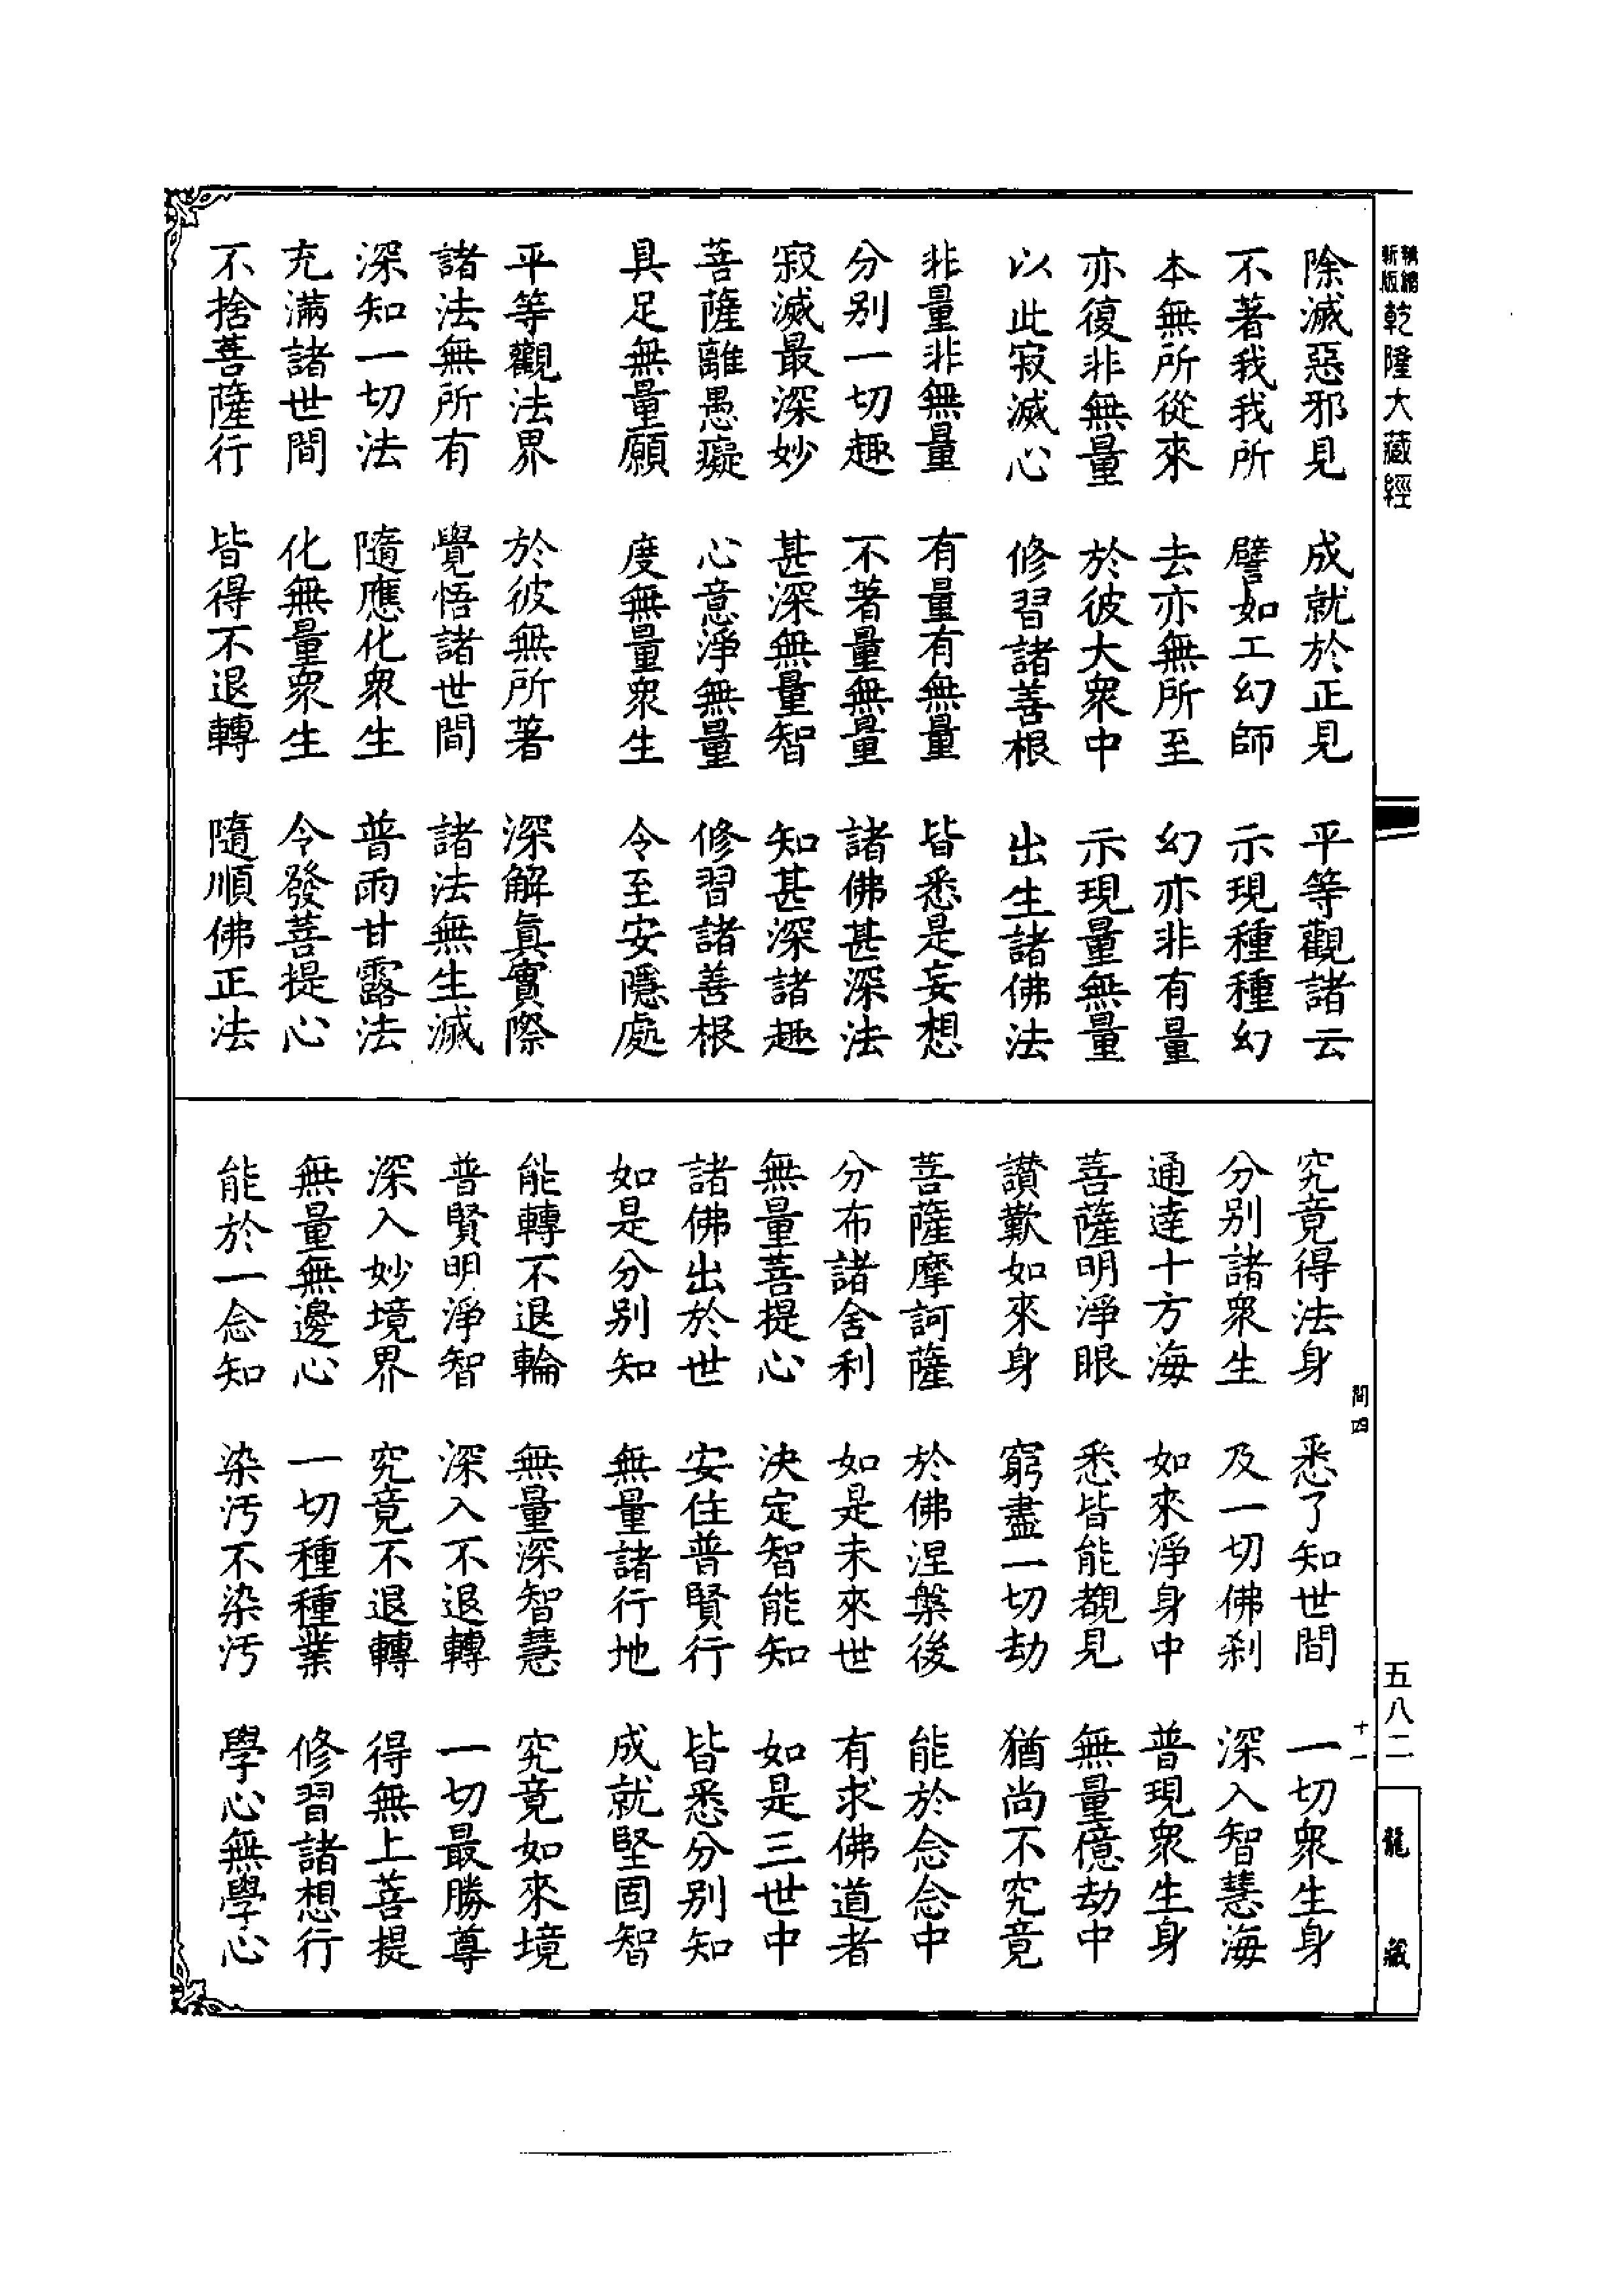 乾隆大藏經
除滅惡邪見 成就於正見 平等觀諸云
不著我我所 譬如工幻師 示現種種幻
本無所從來 去亦無所至 幻亦非有量
亦復非無量 於彼大衆中 示現量無量
以此寂滅心 修習諸善根 出生諸佛法
非量非無量 有量有無量 皆悉是妄想
分別一切趣 不著量無量 諸佛甚深法
寂滅最深妙 甚深無量智 知甚深諸趣
菩薩離愚癡 心意淨無量 修習諸善根
具足無量願 度無量衆生 令至安隱處
平等觀法界 於彼無所著 深解眞實際
諸法無所有 覺悟諸世間 諸法無生滅
深知一切法 隨應化衆生 普雨甘露法
充滿諸世間 化無量衆生 令發菩提心
不捨菩薩行 皆得不退轉 隨順佛正法
究竟得法身 悉了知世間 一切衆生身
分別諸衆生 及一切佛刹 深入智慧海
通達十方海 如來淨身中 普現衆生身
菩薩明淨眼 悉皆能覩見 無量億劫中
讚歎如來身 窮盡一切劫 猶尚不究竟
菩薩摩訶薩 於佛涅槃後 能於念念中
分布諸舍利 如是未來世 有求佛道者
無量菩提心 決定智能知 如是三世中
諸佛出於世 安住普賢行 皆悉分別知
如是分別知 無量諸行地 成就堅固智
能轉不退輪 無量深智慧 究竟如來境
普賢明淨智 深入不退轉 一切最勝尊
深入妙境界 究竟不退轉 得無上菩提
無量無邊心 一切種種業 修習諸想行
能於一念知 染汚不染汚 學心無學心
問四
十一
五八二
龍藏